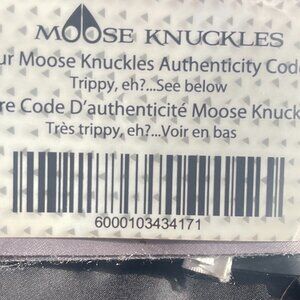 MOOSE KNUCKLES
ur Moose Knuckles Authenticity Code
Trippy, eh?...See below
re Code D'authenticité Moose Knuck
Très trippy, eh?...Voir en bas
6000103434171